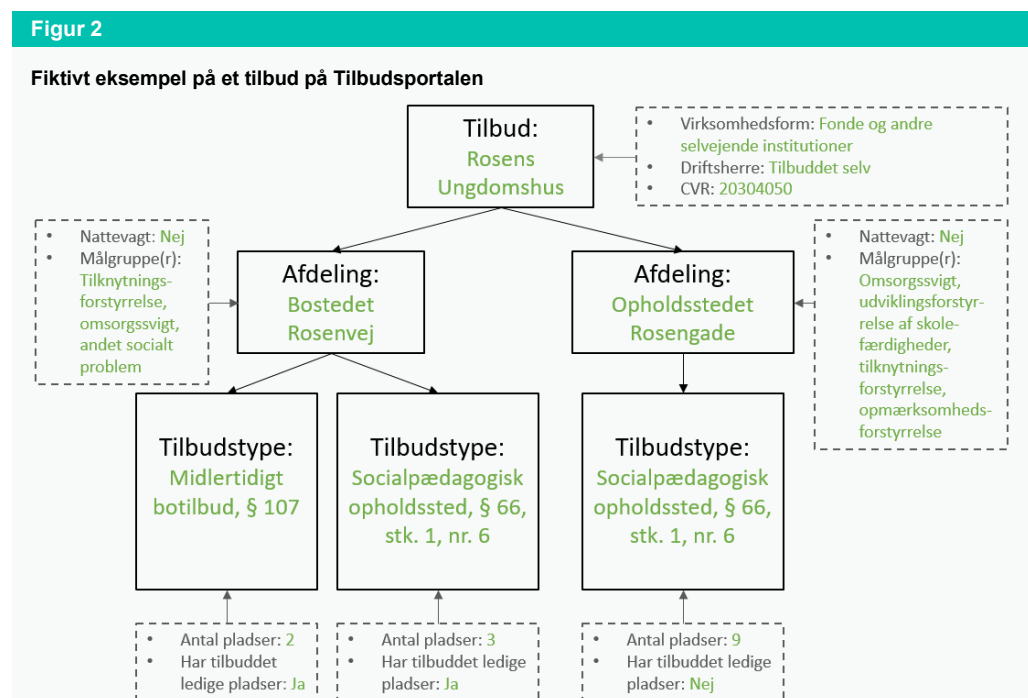 Figur 2
Fiktivt eksempel på et tilbud på Tilbudsportalen
Tilbud:
Rosens
Ungdomshus
• Virksomhedsform: Fonde og andre
selvejende institutioner
• Driftsherre: Tilbuddet selv
• CVR: 20304050
• Nattevagt: Nej
• Målgruppe(r):
Tilknytnings-
forstyrrelse,
omsorgssvigt,
andet socialt
problem
Afdeling:
Bostedet
Rosenvej
Afdeling:
Opholdsstedet
Rosengade
• Nattevagt: Nej
• Målgruppe(r):
Omsorgssvigt,
udviklingsforstyr-
relse af skole-
færdigheder,
tilknytnings-
forstyrrelse,
opmærksomheds-
forstyrrelse
Tilbudstype:
Midlertidigt
botilbud, § 107
Tilbudstype:
Socialpædagogisk
opholdssted, § 66,
stk. 1, nr. 6
Tilbudstype:
Socialpædagogisk
opholdssted, § 66,
stk. 1, nr. 6
• Antal pladser: 2
• Har tilbuddet
ledige pladser: Ja
• Antal pladser: 3
• Har tilbuddet ledige
pladser: Ja
• Antal pladser: 9
• Har tilbuddet ledige
pladser: Nej